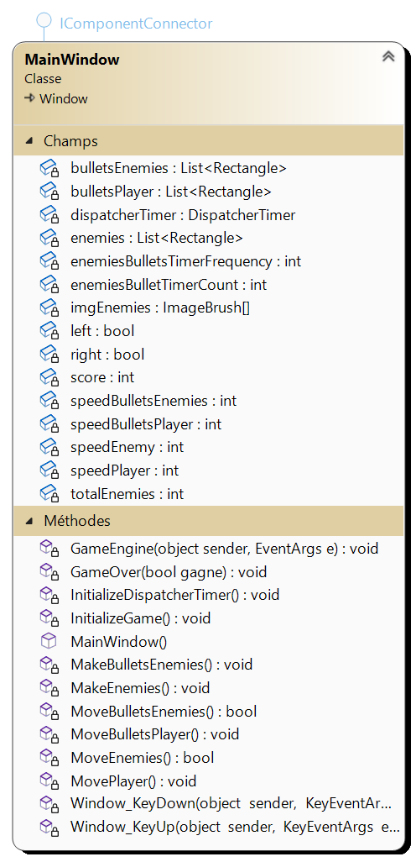 IComponentConnector
MainWindow
Classe
Window
Champs
bulletsEnemies : List<Rectangle>
bulletsPlayer : List<Rectangle>
dispatcherTimer : DispatcherTimer
enemies : List<Rectangle>
enemiesBulletsTimerFrequency : int
enemiesBulletTimerCount : int
imgEnemies : ImageBrush[]
left : bool
right : bool
score : int
speedBulletsEnemies : int
speedBulletsPlayer : int
speedEnemy : int
speedPlayer : int
totalEnemies : int
Méthodes
GameEngine(object sender, EventArgs e) : void
GameOver(bool gagne) : void
InitializeDispatcherTimer() : void
InitializeGame() : void
MainWindow()
MakeBulletsEnemies() : void
MakeEnemies() : void
MoveBulletsEnemies() : bool
MoveBulletsPlayer() : void
MoveEnemies() : bool
MovePlayer() : void
Window_KeyDown(object sender, KeyEventAr...
Window_KeyUp(object sender, KeyEventArgs e...